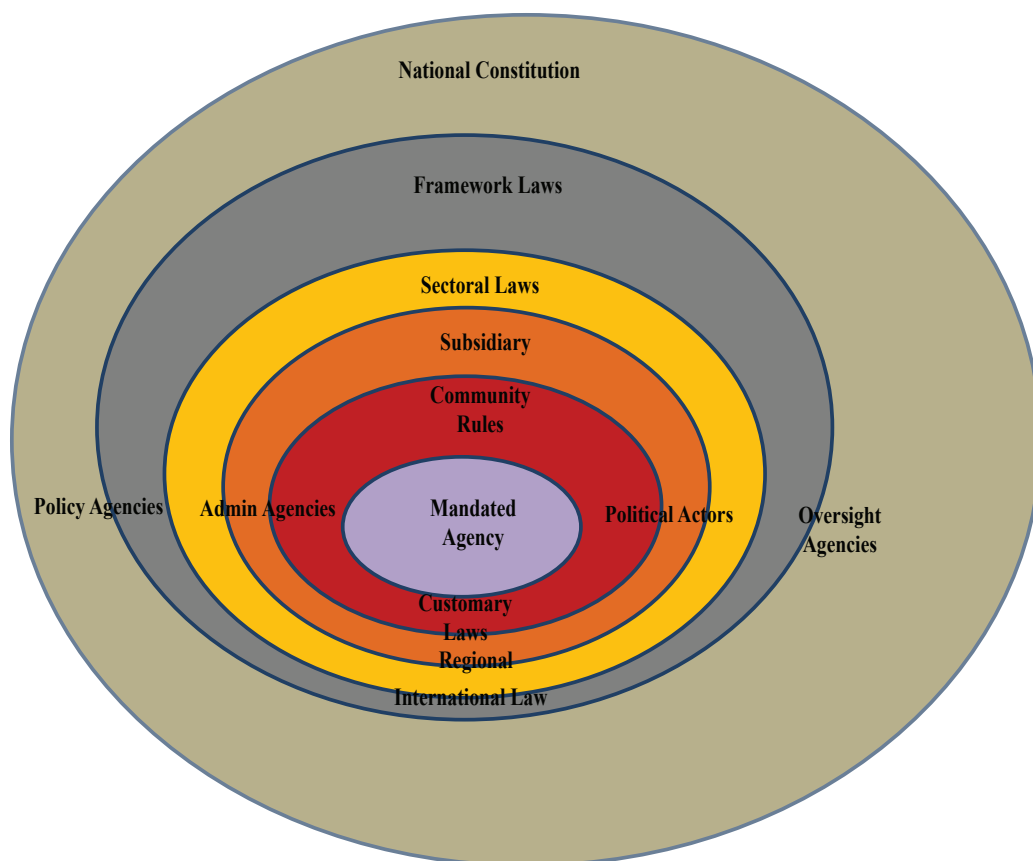 National Constitution
Framework Laws
Sectoral Laws
Subsidiary
Community
Rules
Policy Agencies
Admin Agencies
Mandated
Agency
Political Actors
Oversight
Agencies
Customary
Laws
Regional
International Law